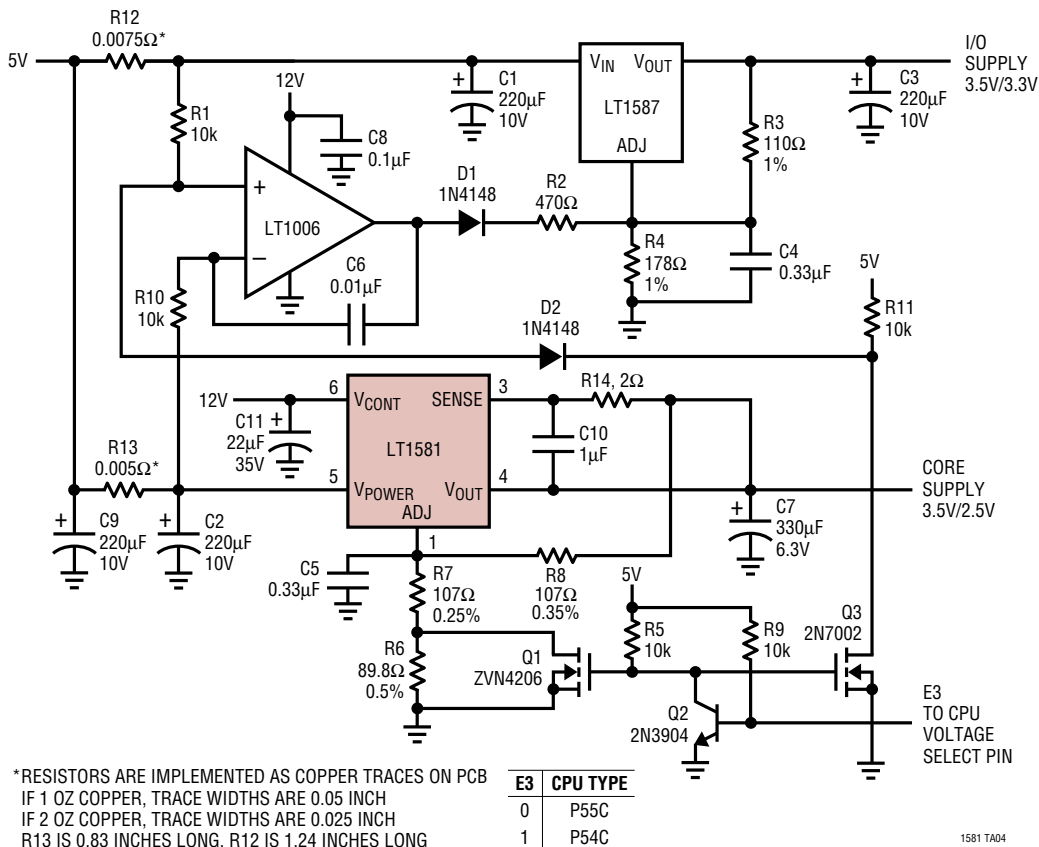 R12
0.0075Ω*
5V
R1
10k
12V
C8
0.1µF
+
C1
220µF
10V
VIN VOUT
LT1587
ADJ
I/O
SUPPLY
3.5V/3.3V
+
C3
220µF
10V
R3
110Ω
1%
+
LT1006
–
D1
1N4148
R2
470Ω
R4
178Ω
1%
C4
0.33µF
C6
0.01µF
R10
10k
5V
R11
10k
D2
1N4148
12V
+
C11
22µF
35V
6
VCONT SENSE
3
LT1581
5
VPOWER VOUT
4
ADJ
1
R14, 2Ω
C10
1µF
R13
0.005Ω*
CORE
SUPPLY
3.5V/2.5V
+
C9
220µF
10V
+
C2
220µF
10V
+
C7
330µF
6.3V
C5
0.33µF
R7
107Ω
0.25%
R8
107Ω
0.35%
R6
89.8Ω
0.5%
Q1
ZVN4206
5V
R5
10k
R9
10k
Q2
2N3904
Q3
2N7002
E3
TO CPU
VOLTAGE
SELECT PIN
*RESISTORS ARE IMPLEMENTED AS COPPER TRACES ON PCB
IF 1 OZ COPPER, TRACE WIDTHS ARE 0.05 INCH
IF 2 OZ COPPER, TRACE WIDTHS ARE 0.025 INCH
R13 IS 0.83 INCHES LONG, R12 IS 1.24 INCHES LONG
E3 CPU TYPE
0 P55C
1 P54C
1581 TA04